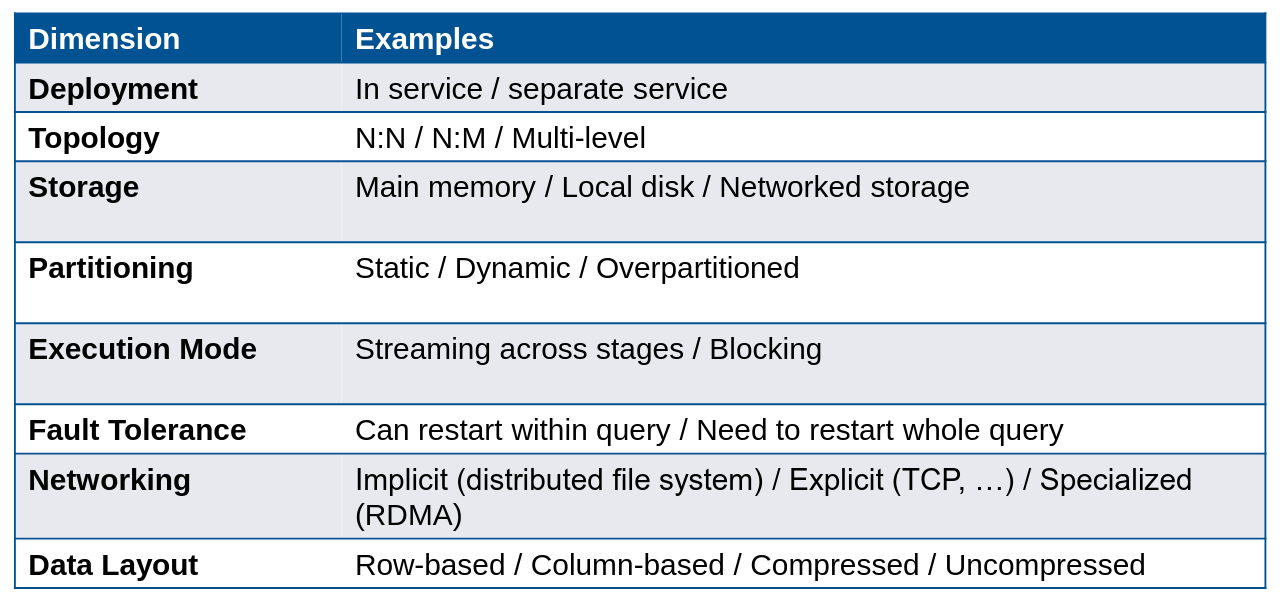 Dimension Examples
Deployment In service / separate service
Topology N:N / N:M / Multi-level
Storage Main memory / Local disk / Networked storage
Partitioning Static / Dynamic / Overpartitioned
Execution Mode Streaming across stages / Blocking
Fault Tolerance Can restart within query / Need to restart whole query
Networking Implicit (distributed file system) / Explicit (TCP, …) / Specialized
(RDMA)
Data Layout Row-based / Column-based / Compressed / Uncompressed